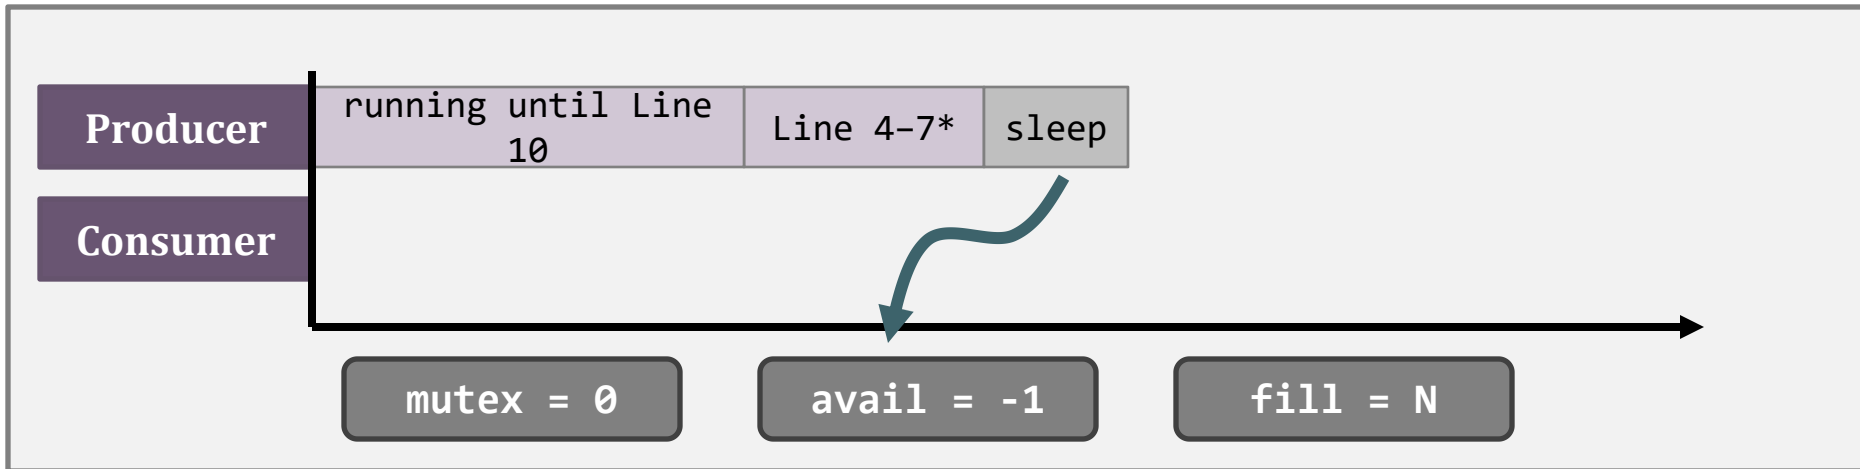 Producer
running until Line
10
Line 4–7*
sleep
Consumer
mutex = 0
avail = -1
fill = N